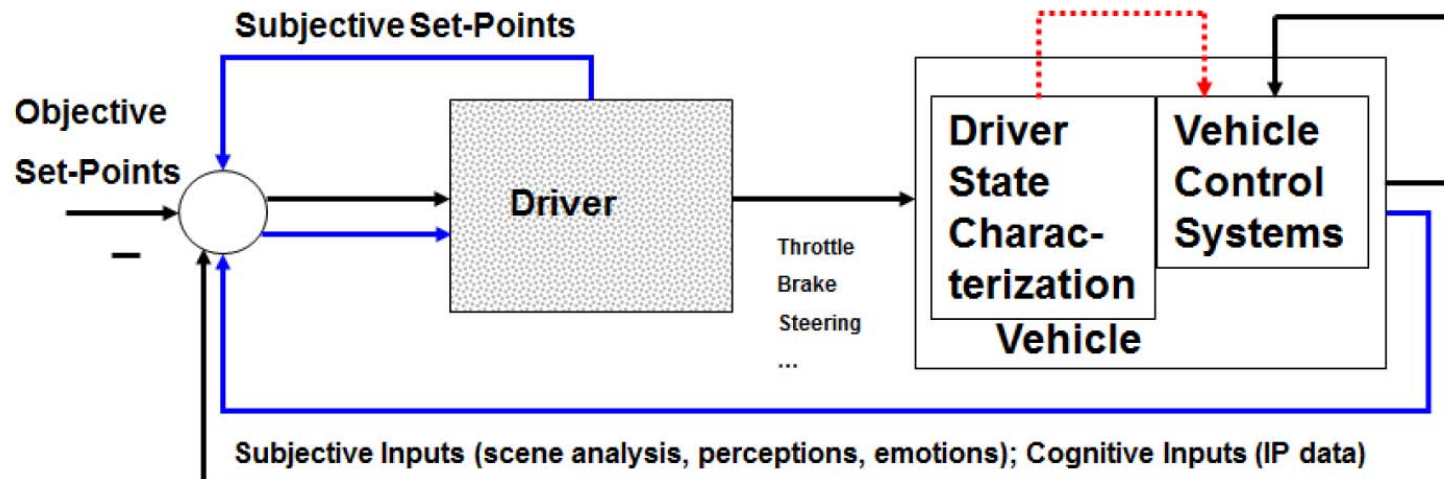 Subjective Set-Points
Objective
Set-Points
–
Driver
Throttle
Brake
Steering
...
Driver
State
Charac-
terization
Vehicle
Control
Systems
Vehicle
Subjective Inputs (scene analysis, perceptions, emotions); Cognitive Inputs (IP data)